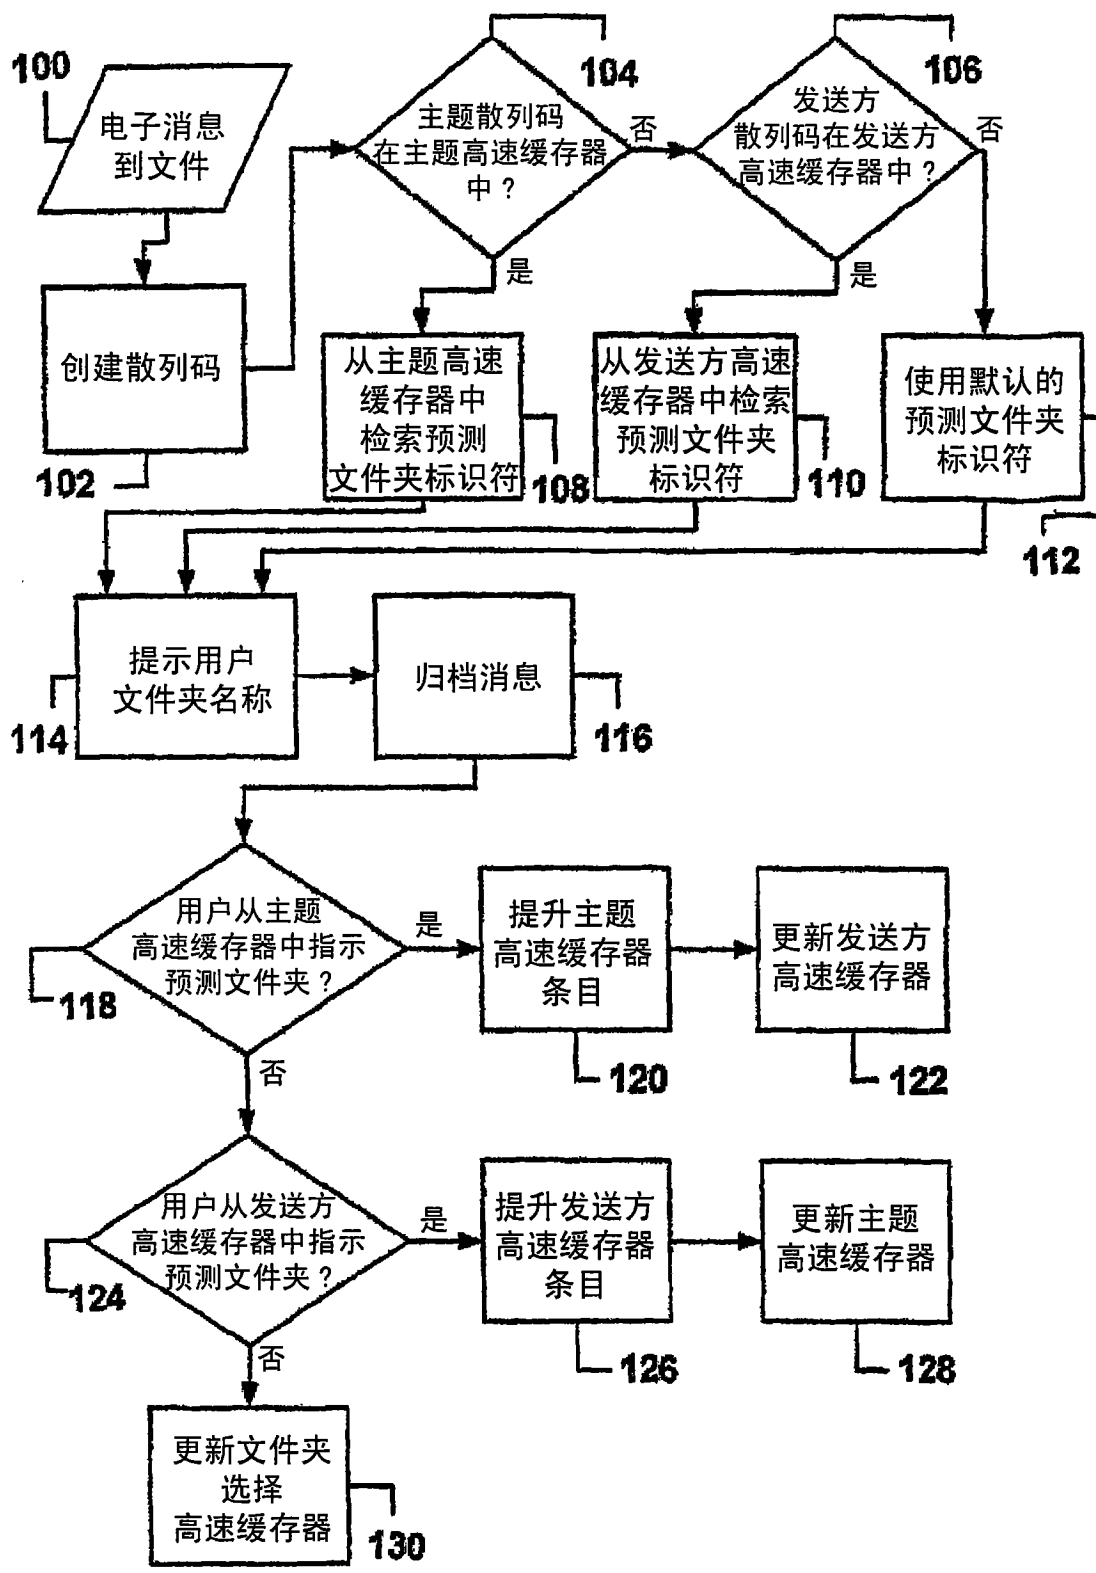 100
电子消息
到文件
创建散列码
102
104
主题散列码
在主题高速缓存器
中？
否
是
106
发送方
散列码在发送方
高速缓存器中？
否
是
从主题高速
缓存器中
检索预测
文件夹标识符
108
从发送方高速
缓存器中检索
预测文件夹
标识符
110
使用默认的
预测文件夹
标识符
112
提示用户
文件夹名称
114
归档消息
116
用户从主题
高速缓存器中指示
预测文件夹？
118
是
否
提升主题
高速缓存器
条目
120
更新发送方
高速缓存器
122
用户从发送方
高速缓存器中指示
预测文件夹？
124
是
否
提升发送方
高速缓存器
条目
126
更新主题
高速缓存器
128
更新文件夹
选择
高速缓存器
130